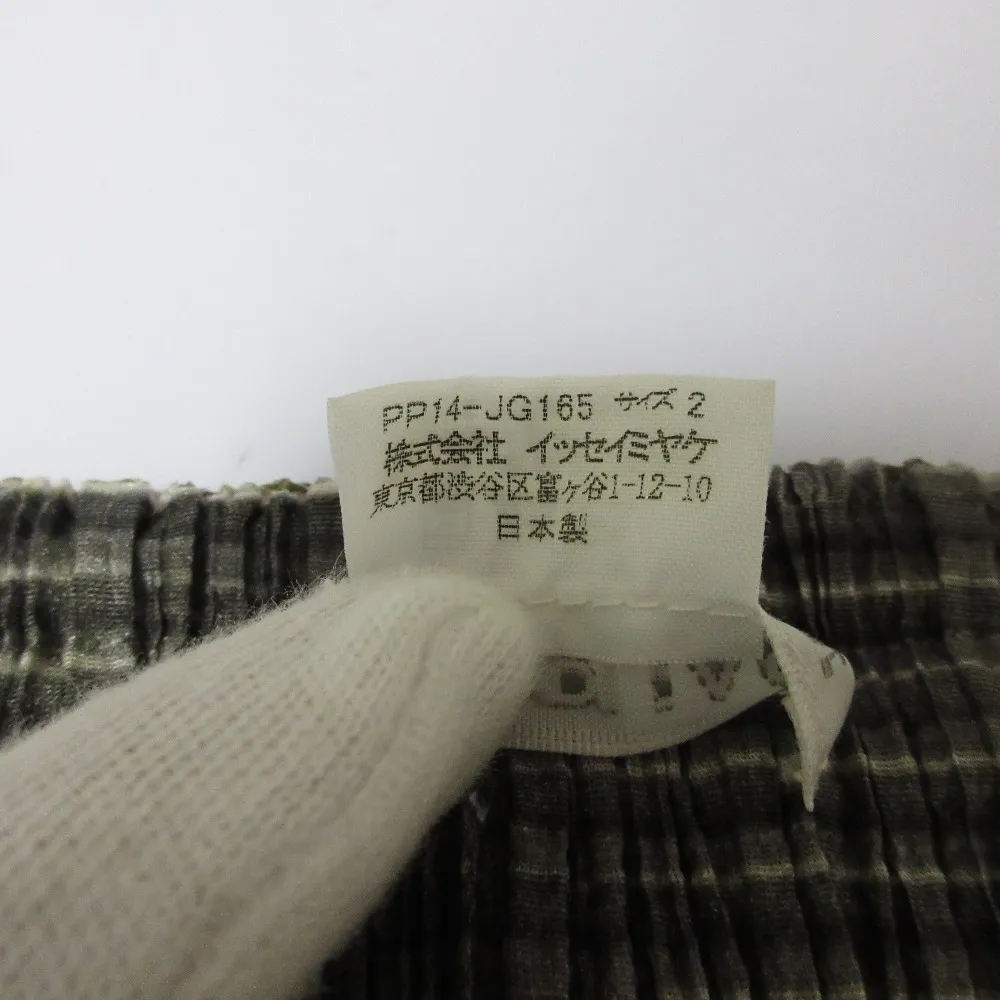 PP14-JG165 サイズ 2
株式会社 イッセイミヤケ
東京都渋谷区富ヶ谷1-12-10
日本製